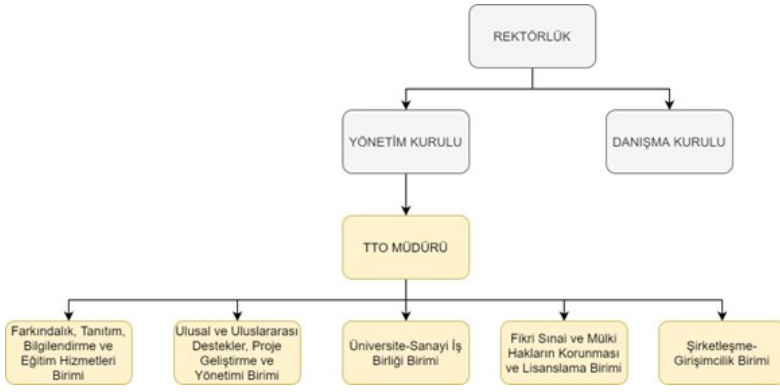 REKTÖRLÜK
YÖNETİM KURULU
DANIŞMA KURULU
TTO MÜDÜRÜ
Farkındalık, Tanıtım,
Bilgilendirme ve
Eğitim Hizmetleri
Birimi
Ulusal ve Uluslararası
Destekler, Proje
Geliştirme ve
Yönetimi Birimi
Üniversite-Sanayi İş
Birliği Birimi
Fikri Sınai ve Mülki
Hakların Korunması
ve Lisanslama Birimi
Şirketleşme-
Girişimcilik Birimi